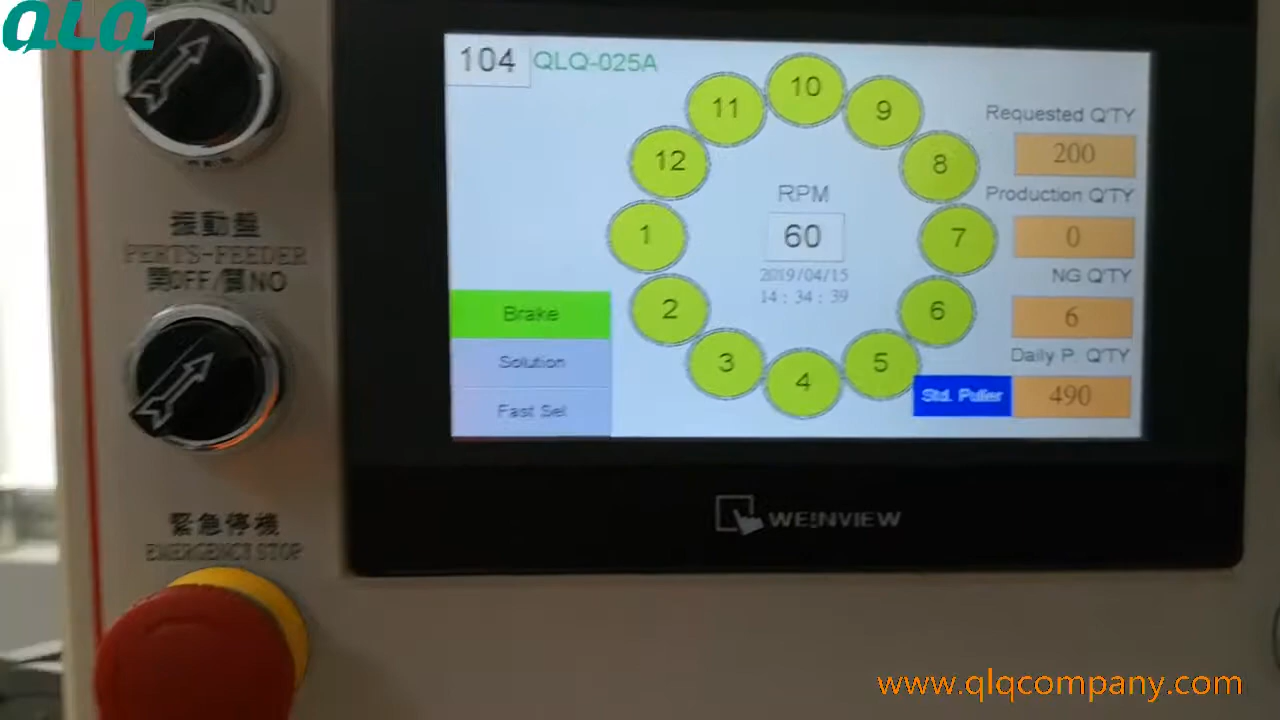 QLQ
振動盤
PERTS-FEEDER
開OFF/關NO
緊急停機
EMERGENCY STOP
104
QLQ-025A
10
11
9
12
8
1
7
2
6
3
5
4
RPM
60
2019/04/15
14 : 34 : 39
Brake
Solution
Fast Sel
Requested Q'TY
200
Production Q'TY
0
NG Q'TY
6
Daily P. Q'TY
Std. Puller
490
WEINVIEW
www.qlqcompany.com